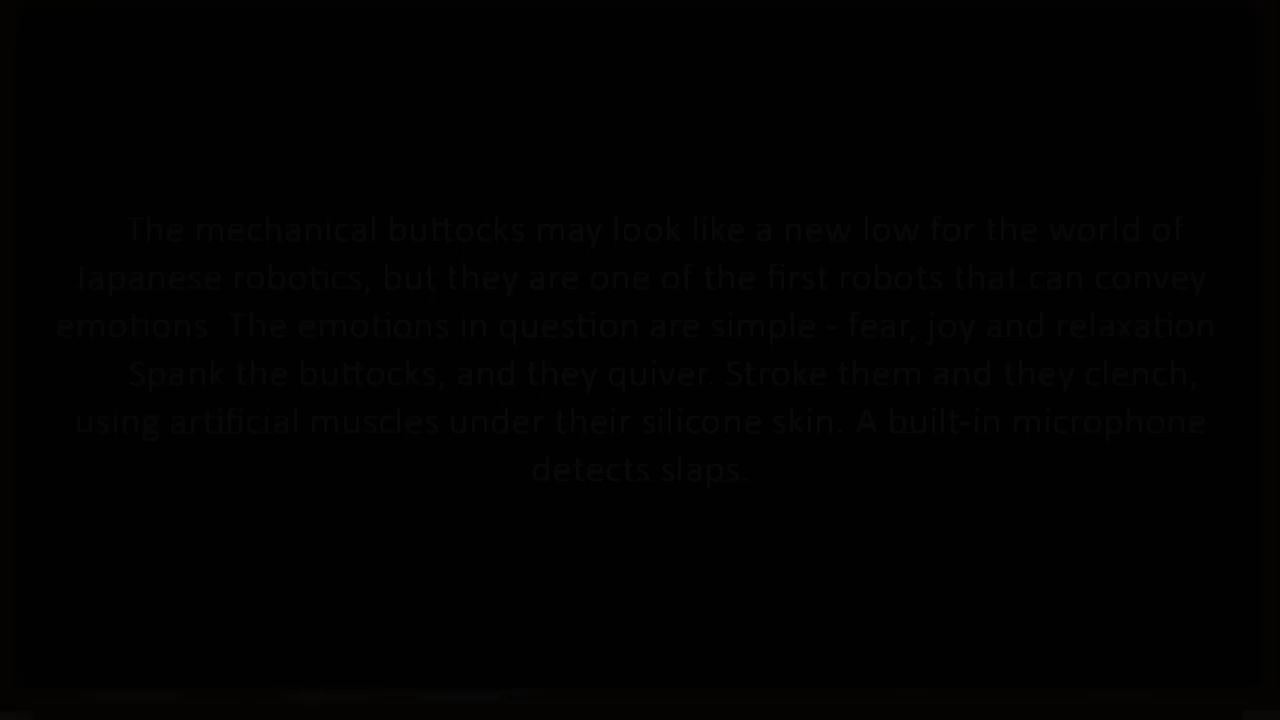 The mechanical buttocks may look like a new low for the world of
Japanese robotics, but they are one of the first robots that can convey
emotions. The emotions in question are simple - fear, joy and relaxation
Spank the buttocks, and they quiver. Stroke them and they clench,
using artificial muscles under their silicone skin. A built-in microphone
detects slaps.